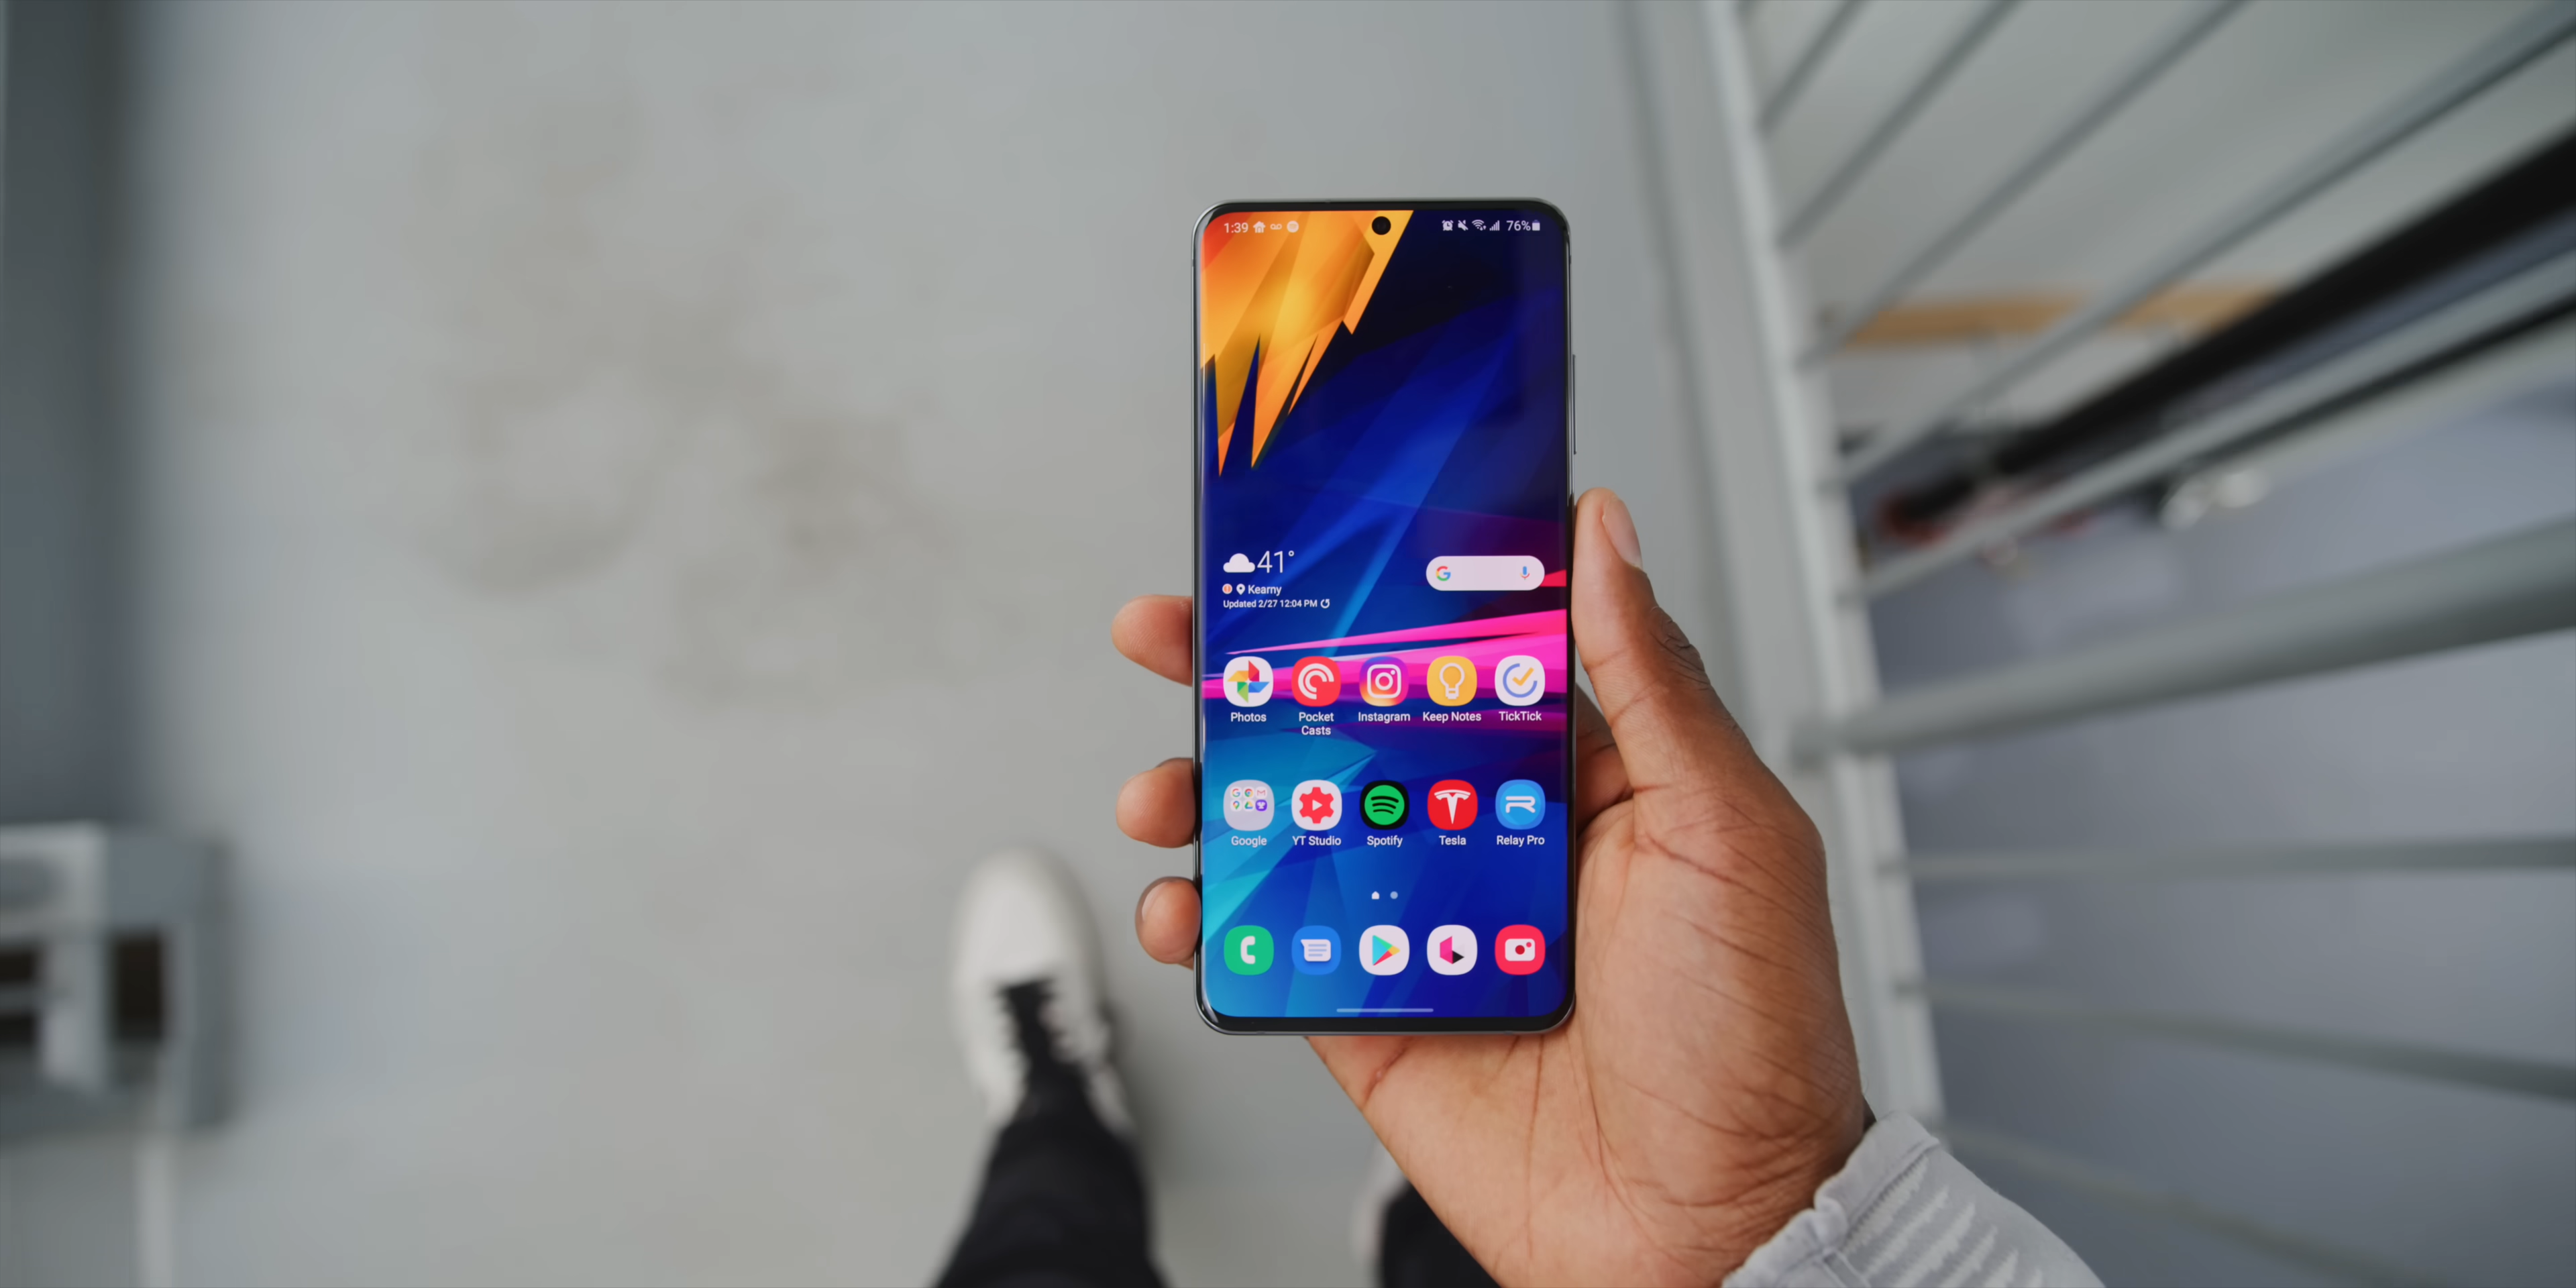 1:39 76%
41°
Kearny
Updated 2/27 12:04 PM
Photos Pocket Casts Instagram Keep Notes TickTick
Google YT Studio Spotify Tesla Relay Pro